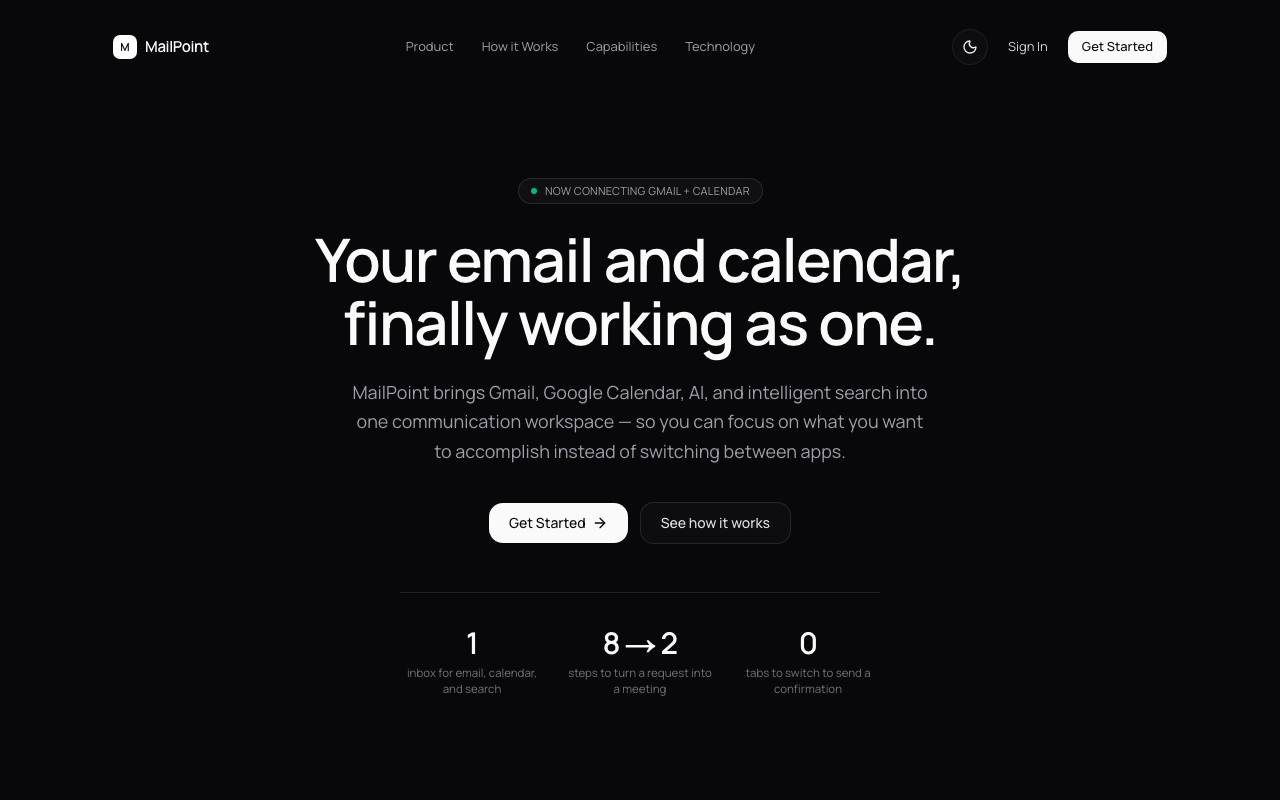 M MailPoint
Product How it Works Capabilities Technology
Sign In Get Started
NOW CONNECTING GMAIL + CALENDAR
Your email and calendar,
finally working as one.
MailPoint brings Gmail, Google Calendar, AI, and intelligent search into
one communication workspace — so you can focus on what you want
to accomplish instead of switching between apps.
Get Started → See how it works
1
inbox for email, calendar,
and search
8→2
steps to turn a request into
a meeting
0
tabs to switch to send a
confirmation